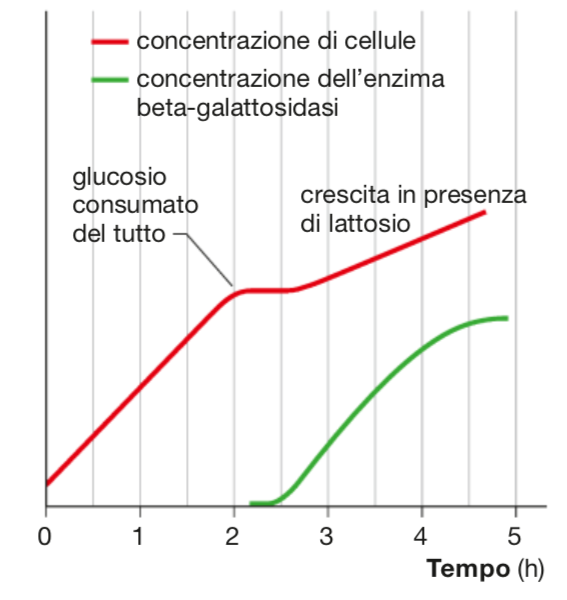 concentrazione di cellule
concentrazione dell'enzima
beta-galattosidasi
glucosio
consumato
del tutto
crescita in presenza
di lattosio
0 1 2 3 4 5
Tempo (h)